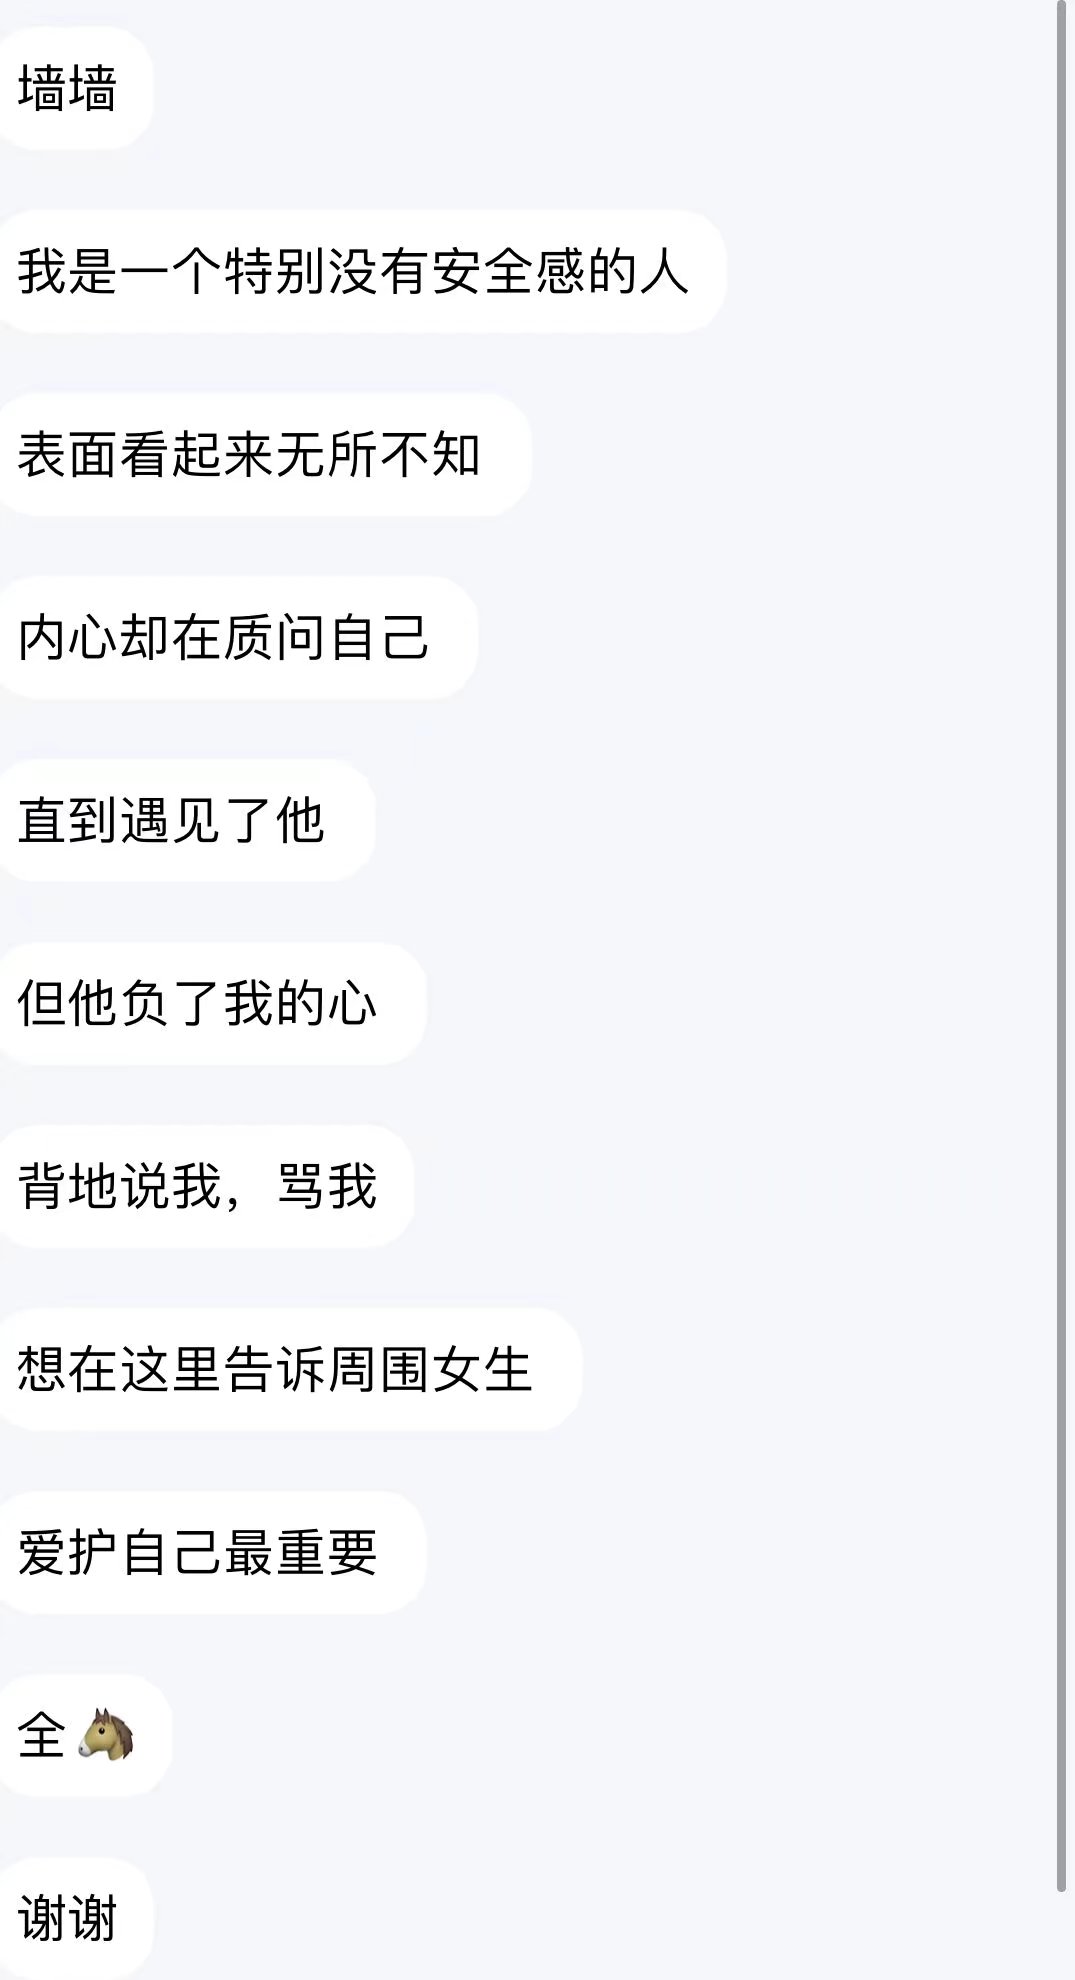 墙墙
我是一个特别没有安全感的人
表面看起来无所不知
内心却在质问自己
直到遇见了他
但他负了我的心
背地说我，骂我
想在这里告诉周围女生
爱护自己最重要
全🐴
谢谢